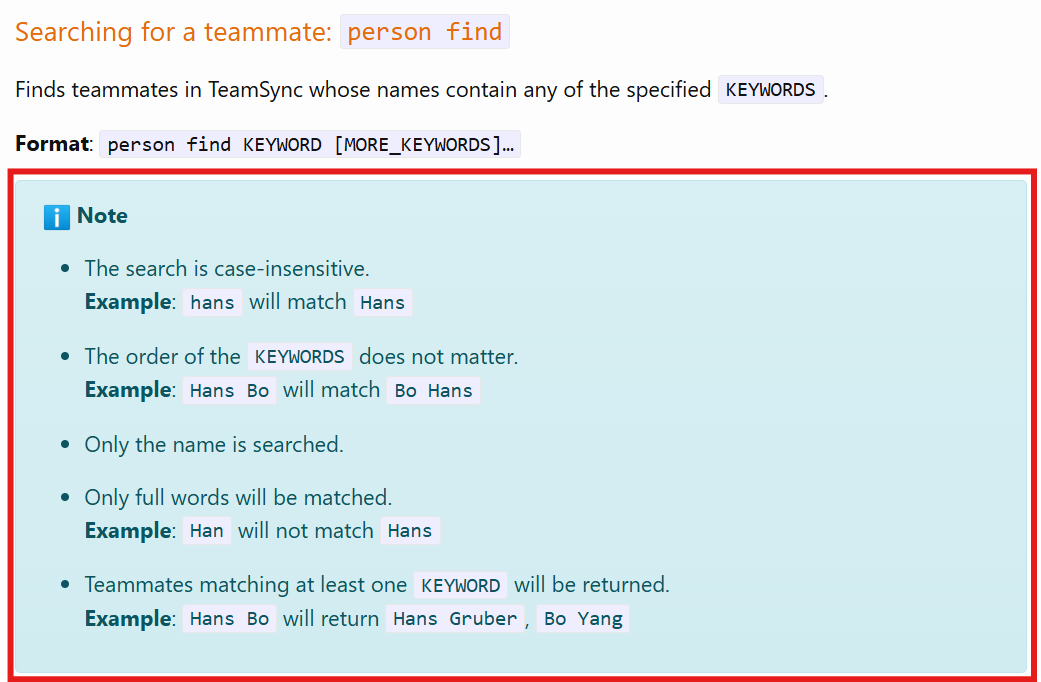 Searching for a teammate: person find
Finds teammates in TeamSync whose names contain any of the specified KEYWORDS.
Format: person find KEYWORD [MORE_KEYWORDS]…
Note
The search is case-insensitive.
Example: hans will match Hans
The order of the KEYWORDS does not matter.
Example: Hans Bo will match Bo Hans
Only the name is searched.
Only full words will be matched.
Example: Han will not match Hans
Teammates matching at least one KEYWORD will be returned.
Example: Hans Bo will return Hans Gruber, Bo Yang